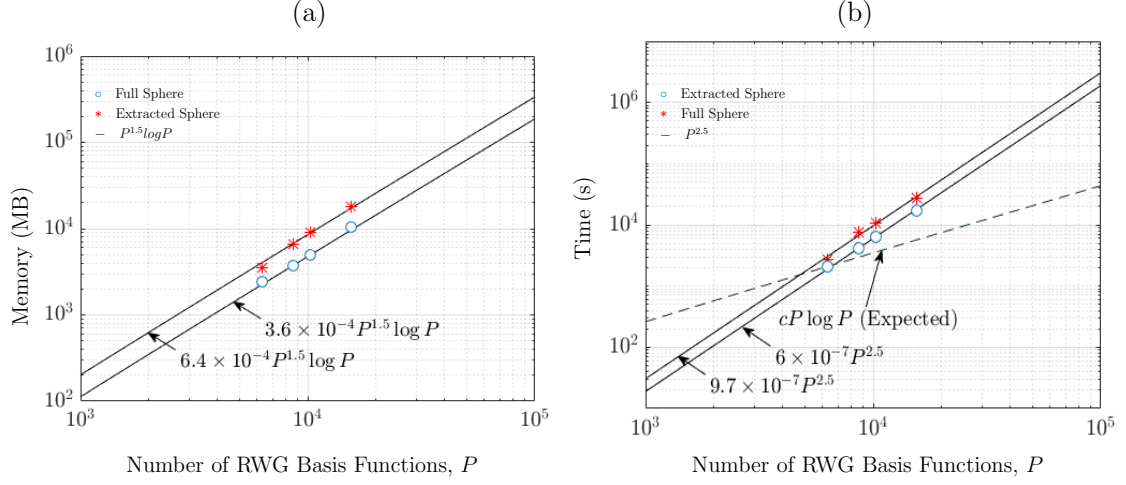 (a)
10^6
10^5
10^4
10^3
10^2
10^3
10^4
10^5
Memory (MB)
Number of RWG Basis Functions, P
Full Sphere
Extracted Sphere
P^{1.5}logP
3.6 × 10^{-4}P^{1.5} log P
6.4 × 10^{-4}P^{1.5} log P
(b)
10^6
10^4
10^2
10^3
10^4
10^5
Time (s)
Number of RWG Basis Functions, P
Extracted Sphere
Full Sphere
P^{2.5}
cP log P (Expected)
6 × 10^{-7}P^{2.5}
9.7 × 10^{-7}P^{2.5}